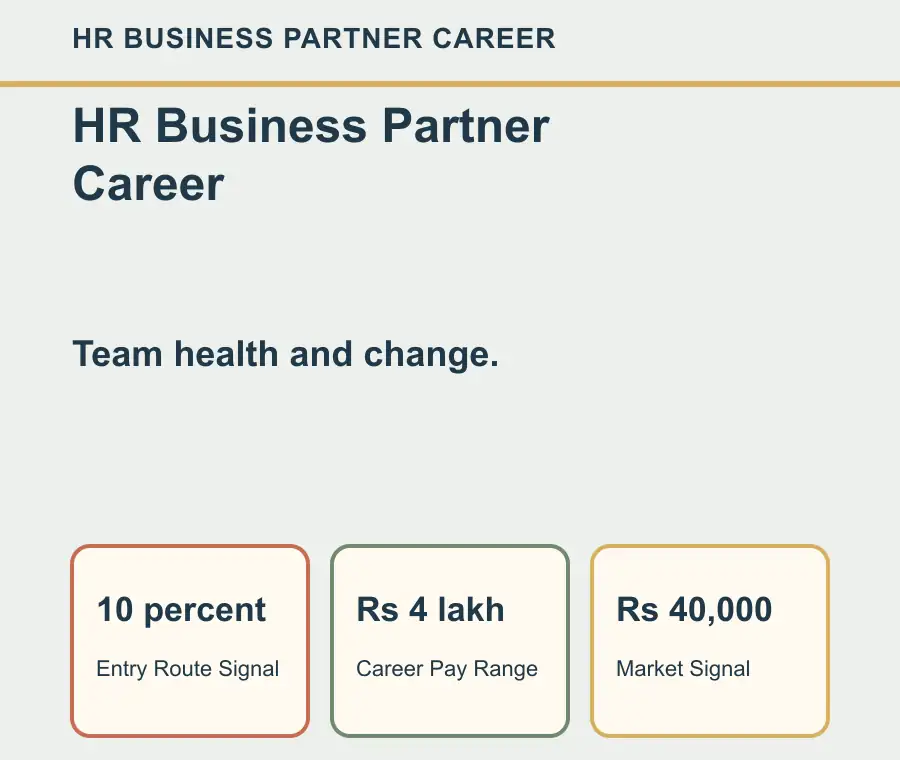 HR BUSINESS PARTNER CAREER
HR Business Partner
Career
Team health and change.
10 percent
Entry Route Signal
Rs 4 lakh
Career Pay Range
Rs 40,000
Market Signal